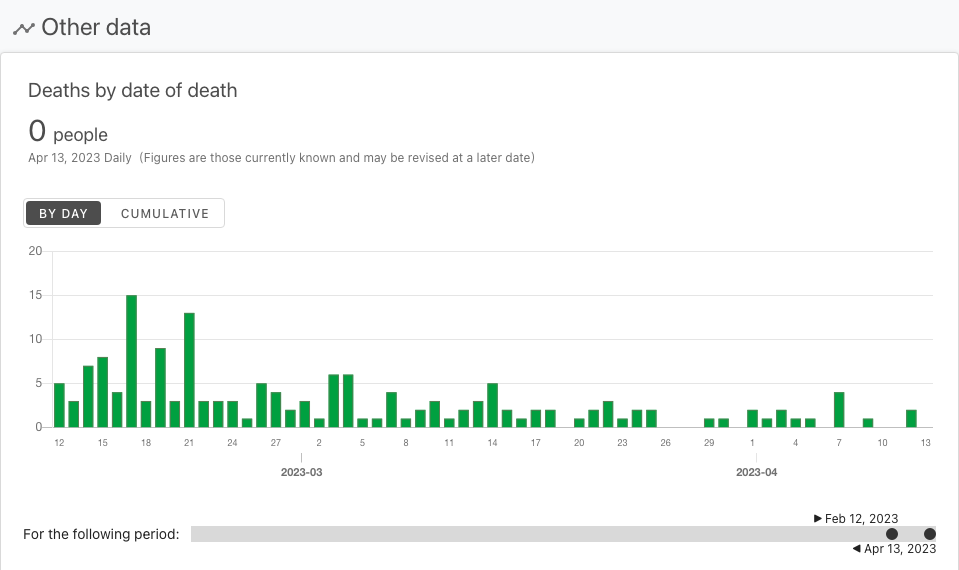 Other data
Deaths by date of death
0 people
Apr 13, 2023 Daily (Figures are those currently known and may be revised at a later date)
BY DAY CUMULATIVE
20
15
10
5
0
12 15 18 21 24 27 2 5 8 11 14 17 20 23 26 29 1 4 7 10 13
2023-03 2023-04
▶ Feb 12, 2023
For the following period:
◀ Apr 13, 2023